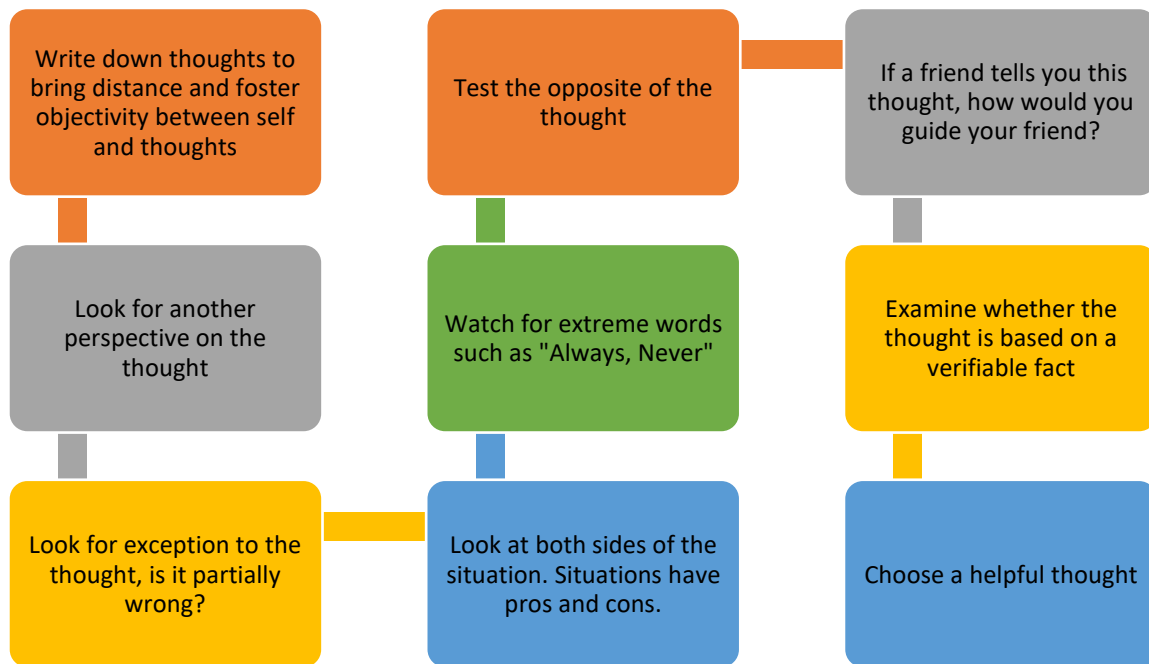 Write down thoughts to
bring distance and foster
objectivity between self
and thoughts
Look for another
perspective on the
thought
Look for exception to the
thought, is it partially
wrong?
Look at both sides of the
situation. Situations have
pros and cons.
Watch for extreme words
such as "Always, Never"
Test the opposite of the
thought
If a friend tells you this
thought, how would you
guide your friend?
Examine whether the
thought is based on a
verifiable fact
Choose a helpful thought